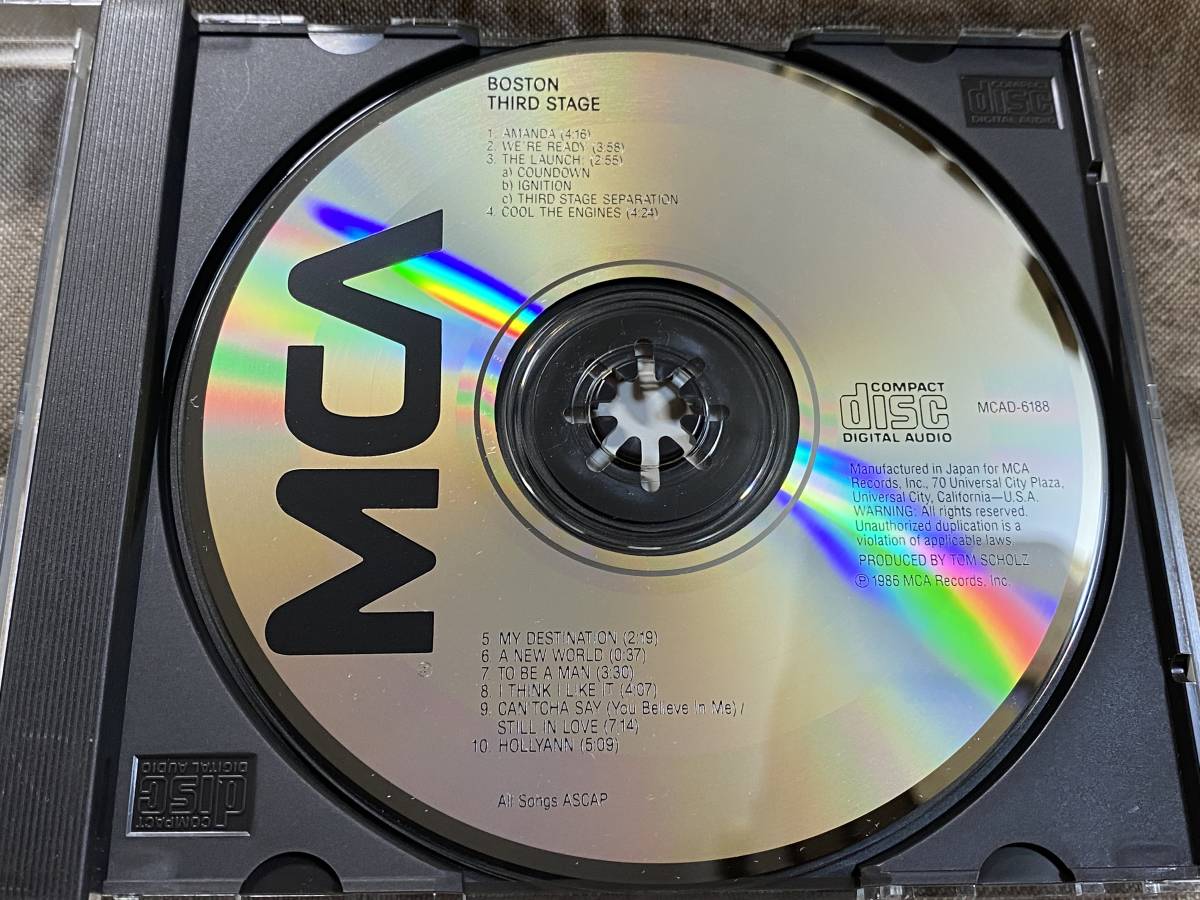 BOSTON
THIRD STAGE
1. AMANDA (4:16)
2. WE'RE READY (3:58)
3. THE LAUNCH: (2:55)
a) COUNDOWN
b) IGNITION
c) THIRD STAGE SEPARATION
4. COOL THE ENGINES (4:24)
MCA
®
COMPACT
disc
DIGITAL AUDIO
MCAD-6188
Manufactured in Japan for MCA
Records, Inc., 70 Universal City Plaza,
Universal City, California—U.S.A.
WARNING: All rights reserved.
Unauthorized duplication is a
violation of applicable laws.
PRODUCED BY TOM SCHOLZ
℗ 1986 MCA Records, Inc.
5 MY DESTINATION (2:19)
6 A NEW WORLD (0:37)
7 TO BE A MAN (3:30)
8. I THINK I LIKE IT (4:07)
9. CAN'TCHA SAY (You Believe In Me) /
STILL IN LOVE (7:14)
10. HOLLYANN (5:09)
All Songs ASCAP
COMPACT
disc
DIGITAL AUDIO
COMPACT
disc
DIGITAL AUDIO